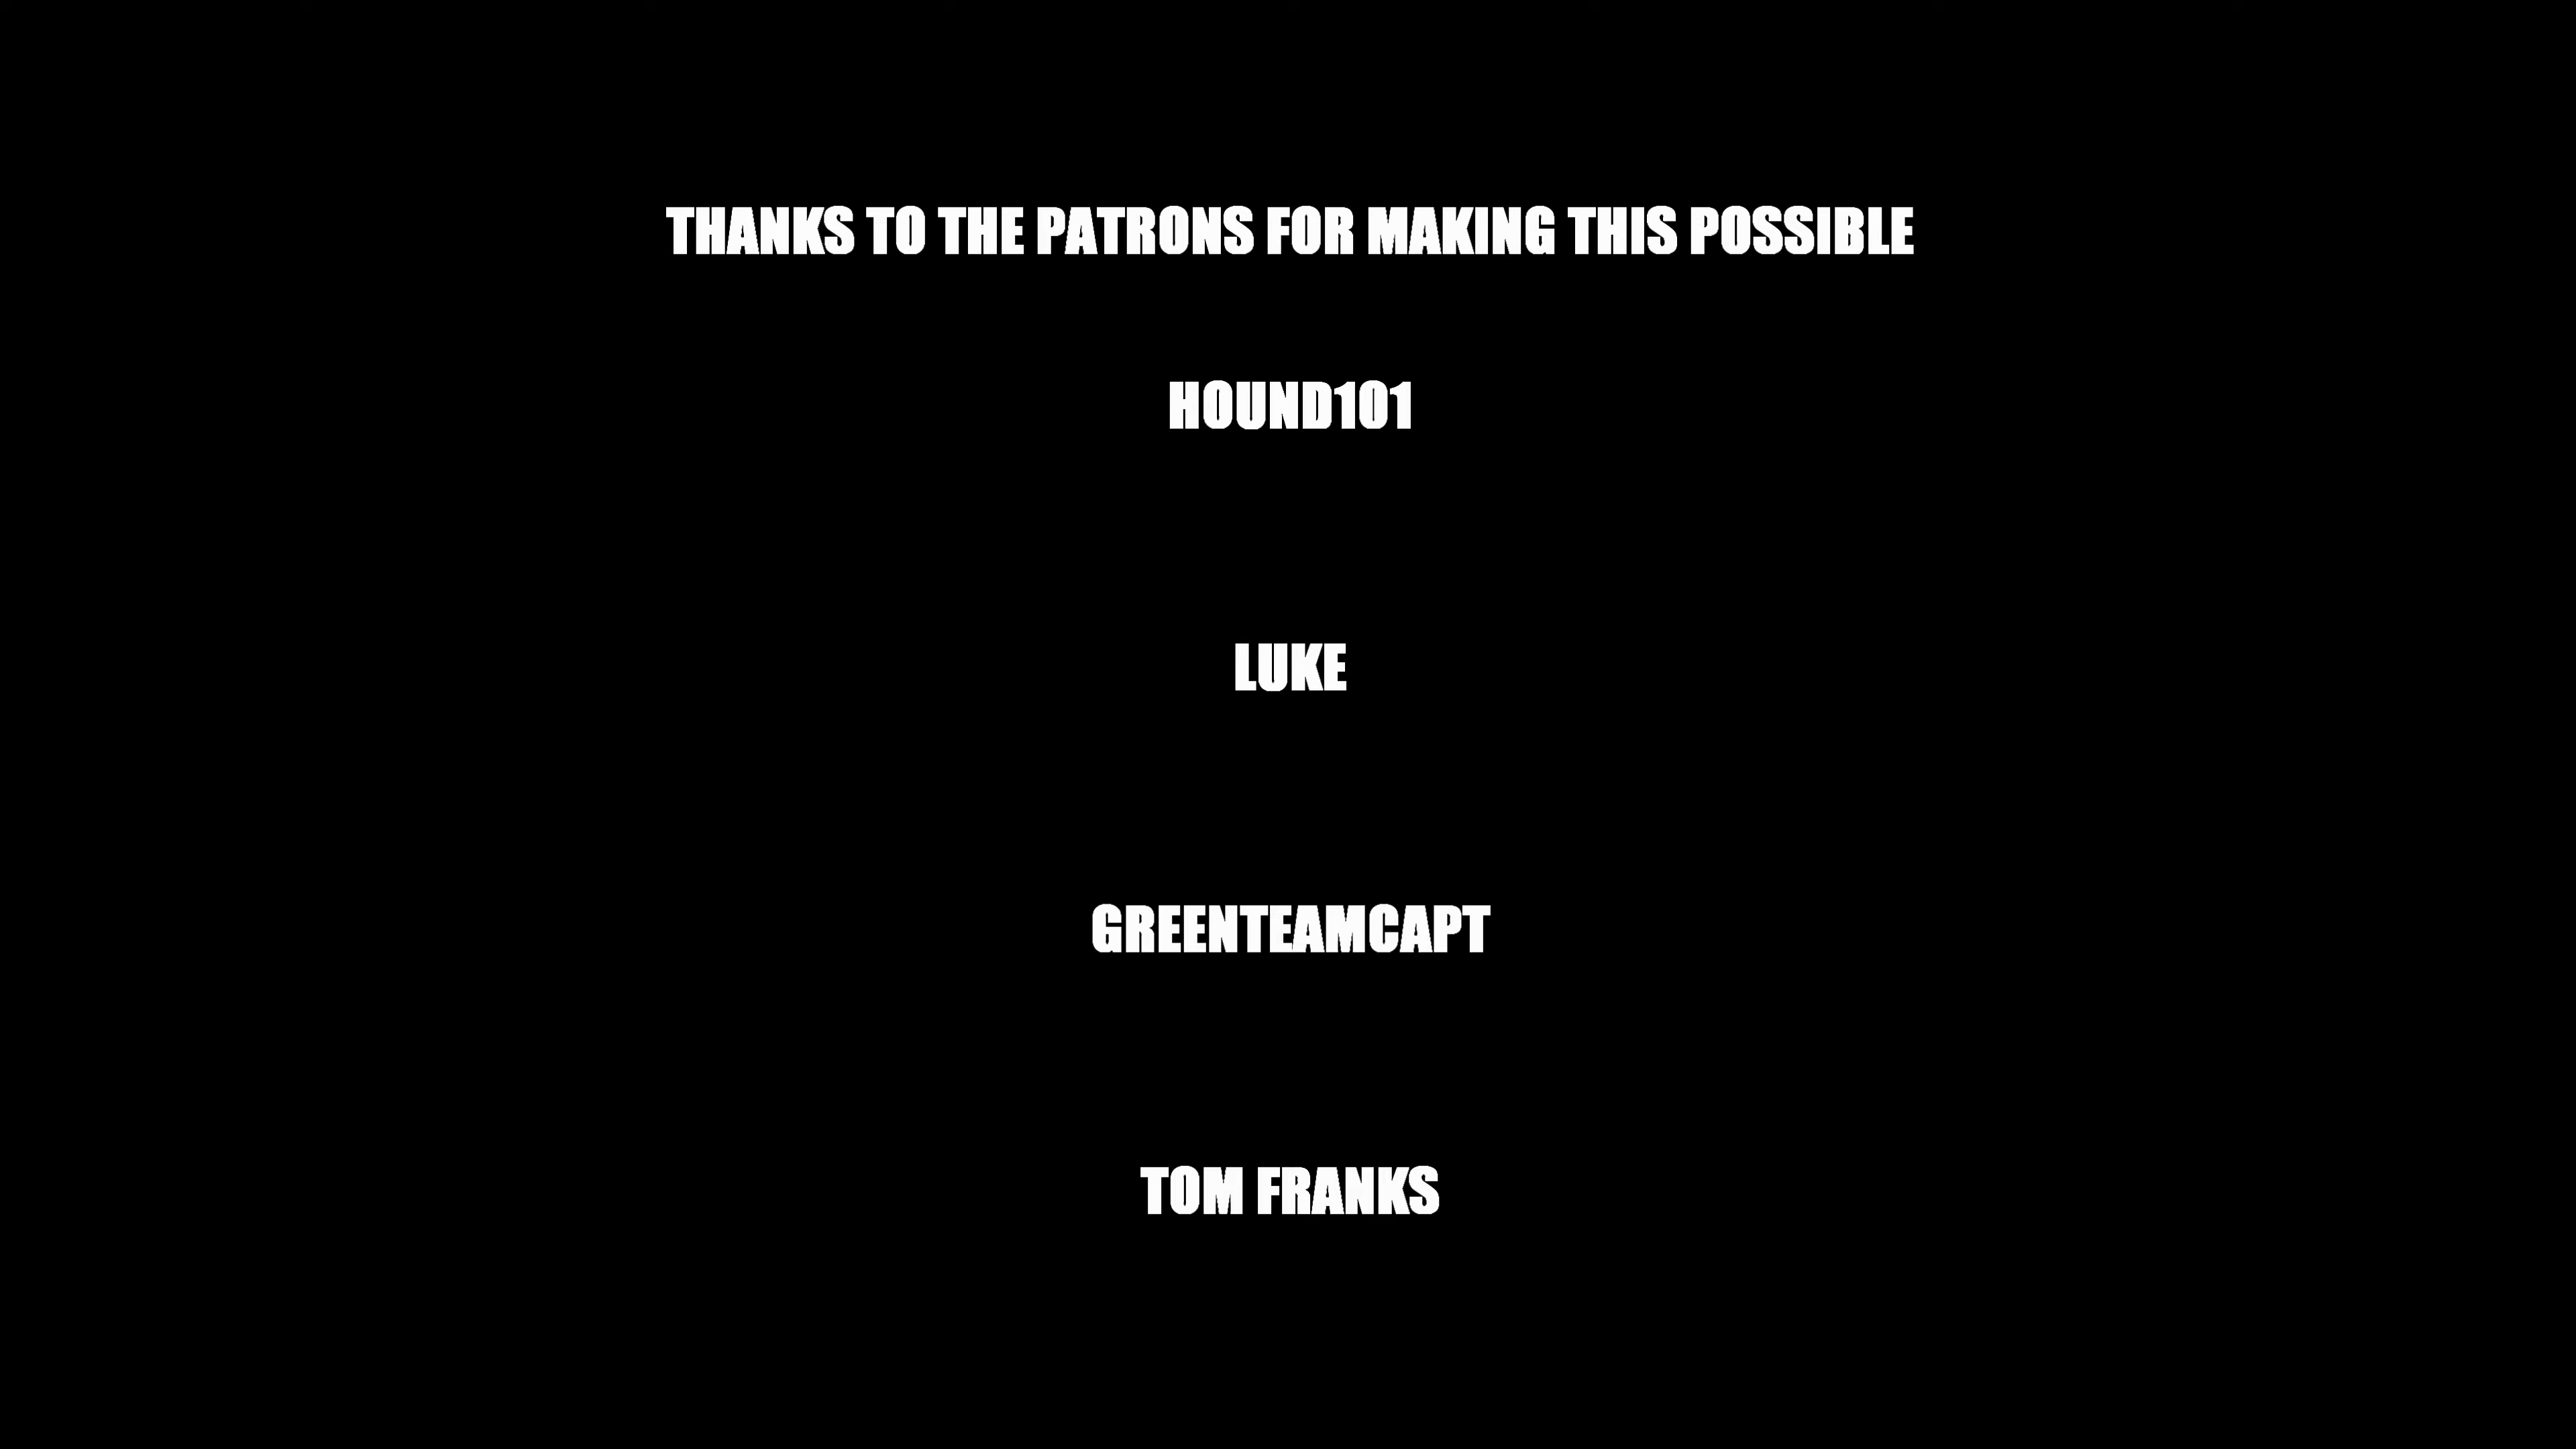 THANKS TO THE PATRONS FOR MAKING THIS POSSIBLE
HOUND101
LUKE
GREENTEAMCAPT
TOM FRANKS